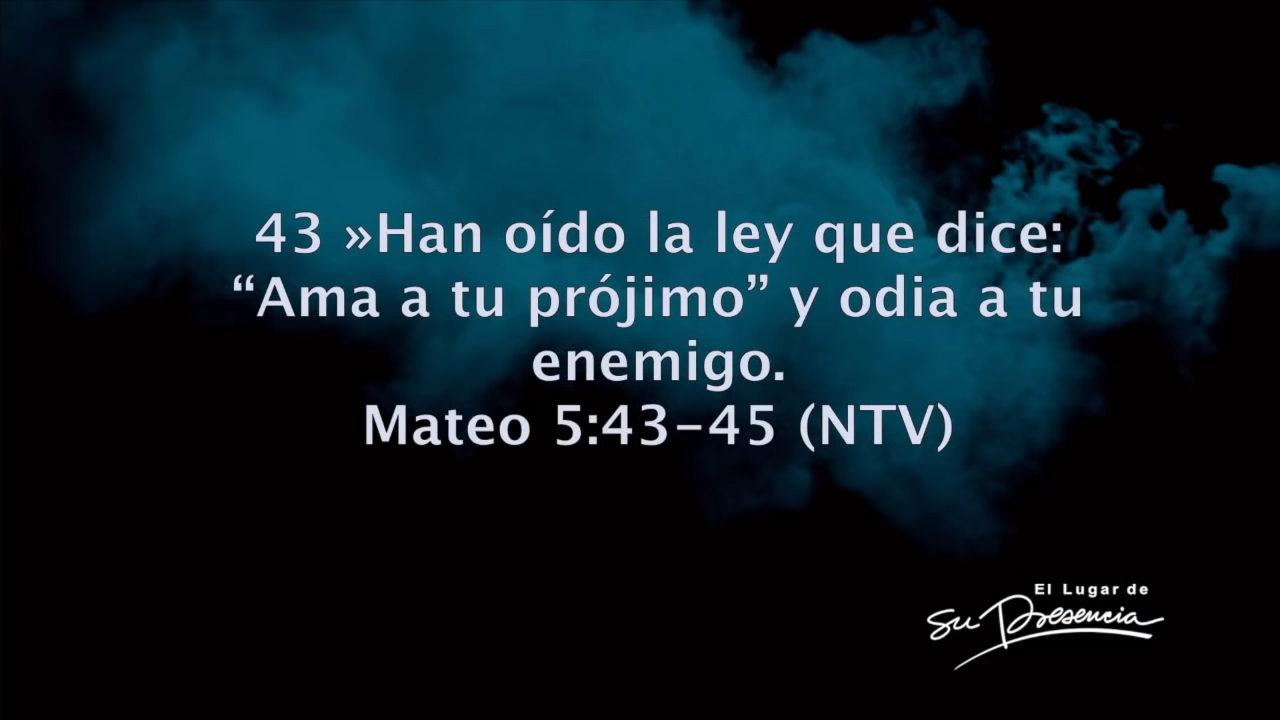 43 »Han oído la ley que dice:
“Ama a tu prójimo” y odia a tu
enemigo.
Mateo 5:43-45 (NTV)
El Lugar de
Su Presencia